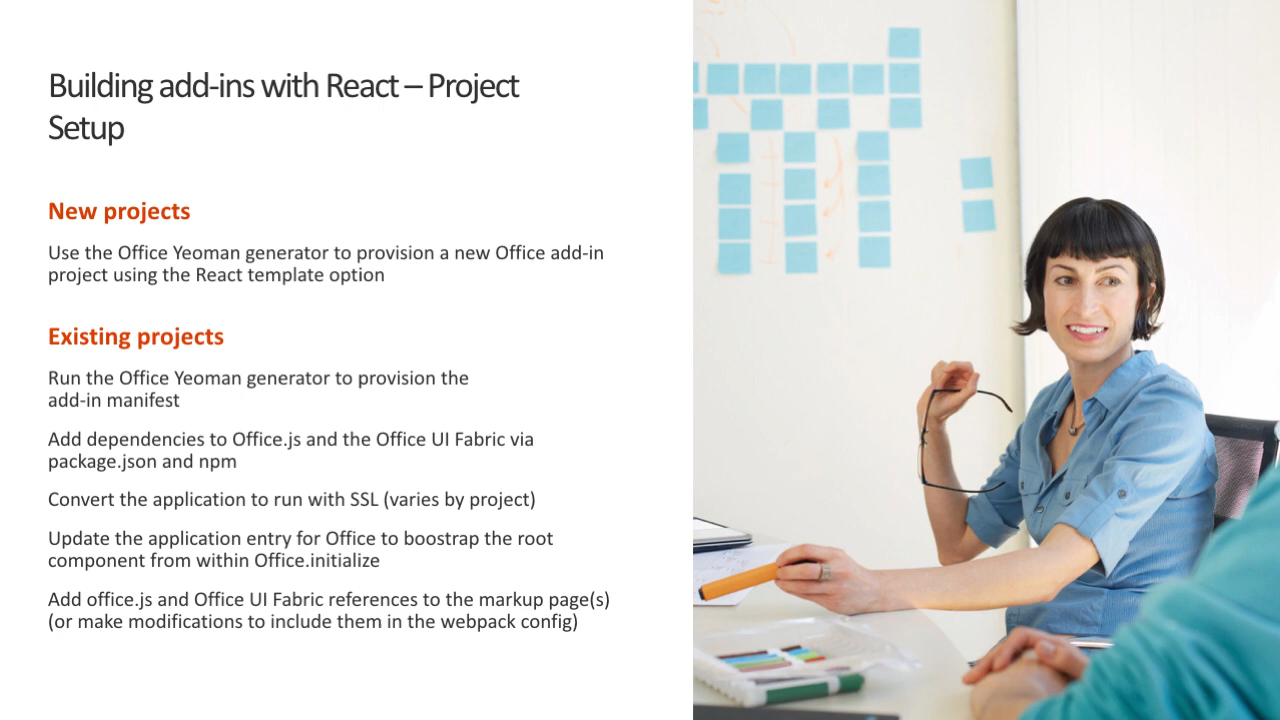 Building add-ins with React – Project
Setup
New projects
Use the Office Yeoman generator to provision a new Office add-in
project using the React template option
Existing projects
Run the Office Yeoman generator to provision the
add-in manifest
Add dependencies to Office.js and the Office UI Fabric via
package.json and npm
Convert the application to run with SSL (varies by project)
Update the application entry for Office to boostrap the root
component from within Office.initialize
Add office.js and Office UI Fabric references to the markup page(s)
(or make modifications to include them in the webpack config)